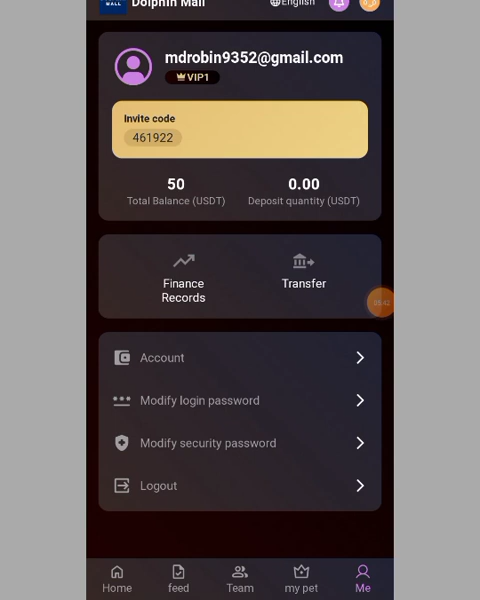 MALL
Dolphin Mall
English
mdrobin9352@gmail.com
VIP1
Invite code
461922
50
0.00
Total Balance (USDT)
Deposit quantity (USDT)
Finance
Records
Transfer
Account
Modify login password
Modify security password
Logout
Home
feed
Team
my pet
Me